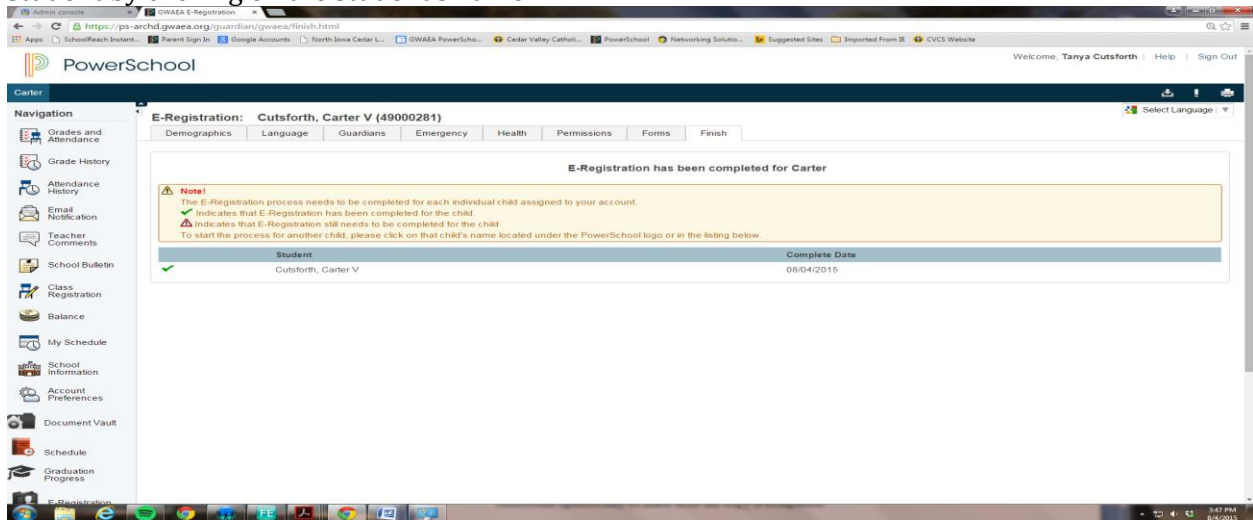 Admin console
GWAEA E-Registration
https://ps-archd.gwaea.org/guardian/gwaea/finish.html
Apps SchoolReach Instant... Parent Sign In Google Accounts North Iowa Cedar L... GWAEA PowerScho... Cedar Valley Catholi... PowerSchool Networking Solutio... Suggested Sites Imported From IE CVCS Website
PowerSchool
Welcome, Tanya Cutsforth | Help | Sign Out
Carter
Navigation
Select Language
E-Registration: Cutsforth, Carter V (49000281)
Demographics Language Guardians Emergency Health Permissions Forms Finish
E-Registration has been completed for Carter
Note!
The E-Registration process needs to be completed for each individual child assigned to your account.
Indicates that E-Registration has been completed for the child.
Indicates that E-Registration still needs to be completed for the child
To start the process for another child, please click on that child's name located under the PowerSchool logo or in the listing below.
Student Complete Date
Cutsforth, Carter V 08/04/2015
Grades and
Attendance
Grade History
Attendance
History
Email
Notification
Teacher
Comments
School Bulletin
Class
Registration
Balance
My Schedule
School
Information
Account
Preferences
Document Vault
Schedule
Graduation
Progress
E-Registration
FE
3:47 PM
8/4/2015